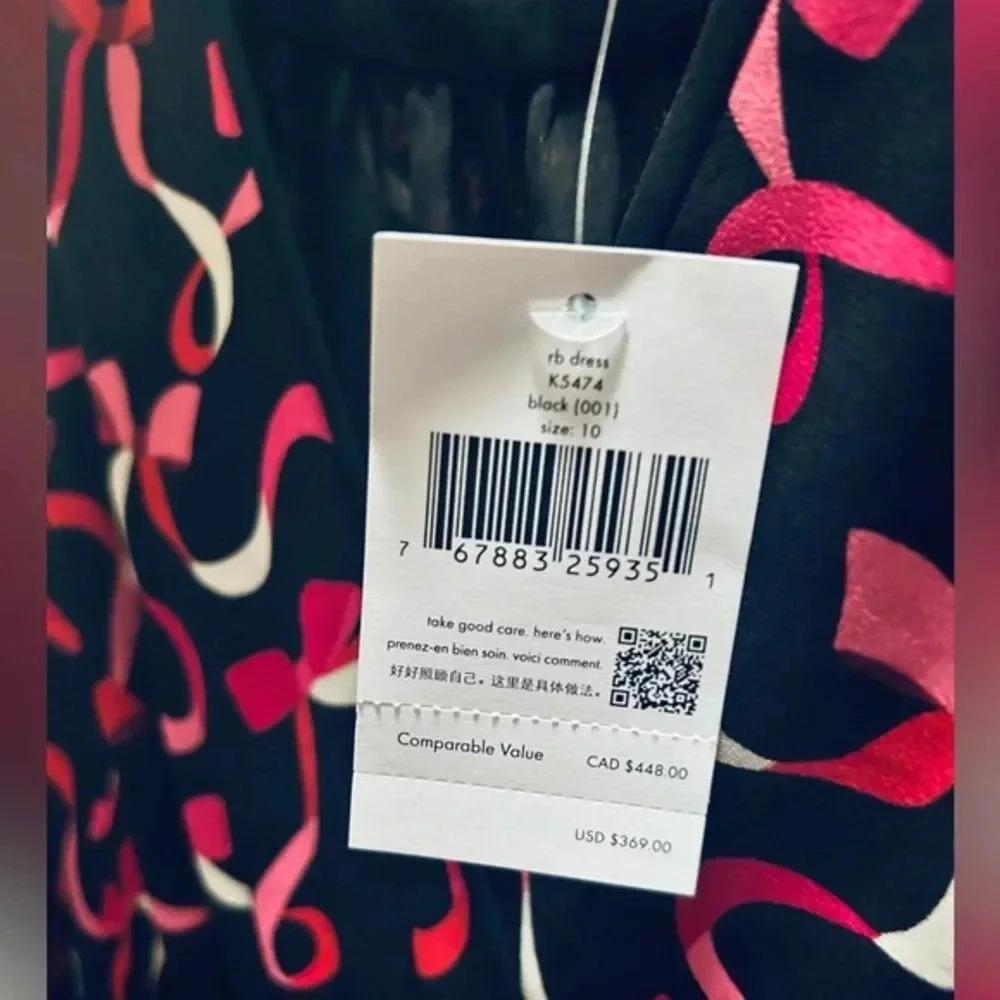 rb dress
K5474
black (001)
size: 10
7 67883 25935 1
take good care. here's how.
prenez-en bien soin. voici comment.
好好照顾自己。这里是具体做法。
Comparable Value CAD $448.00
USD $369.00